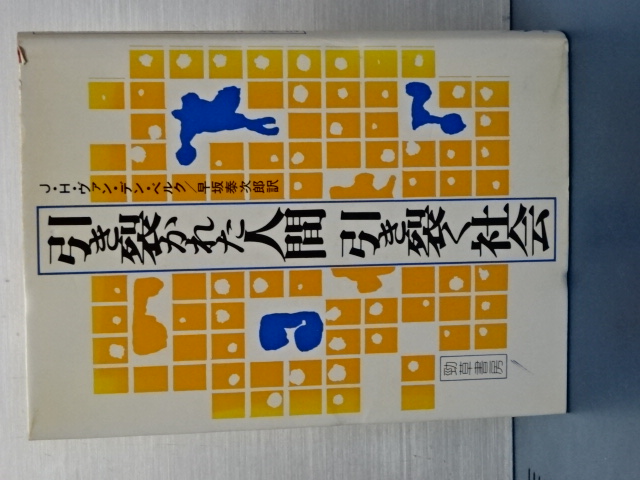 J・H・ヴァン・デン・ベルク／早坂泰次郎訳
引き裂かれた人間 引き裂く社会
勁草書房